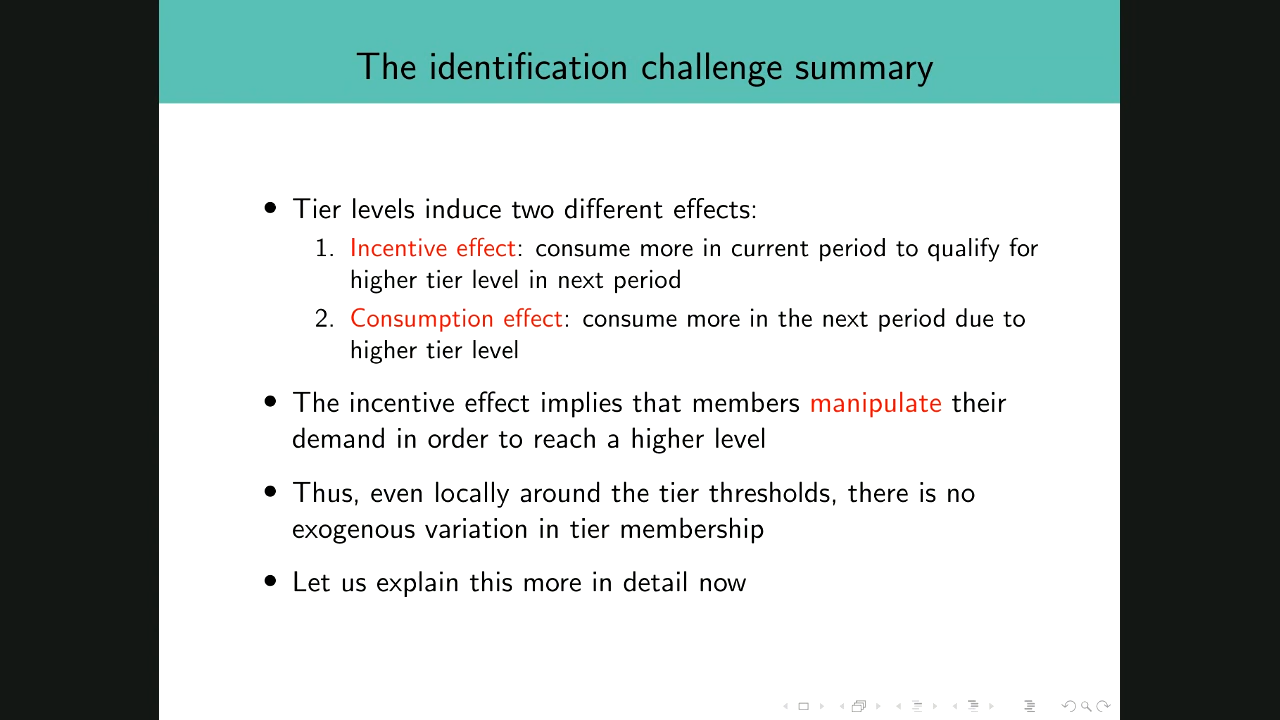 The identification challenge summary
• Tier levels induce two different effects:
1. Incentive effect: consume more in current period to qualify for
higher tier level in next period
2. Consumption effect: consume more in the next period due to
higher tier level
• The incentive effect implies that members manipulate their
demand in order to reach a higher level
• Thus, even locally around the tier thresholds, there is no
exogenous variation in tier membership
• Let us explain this more in detail now